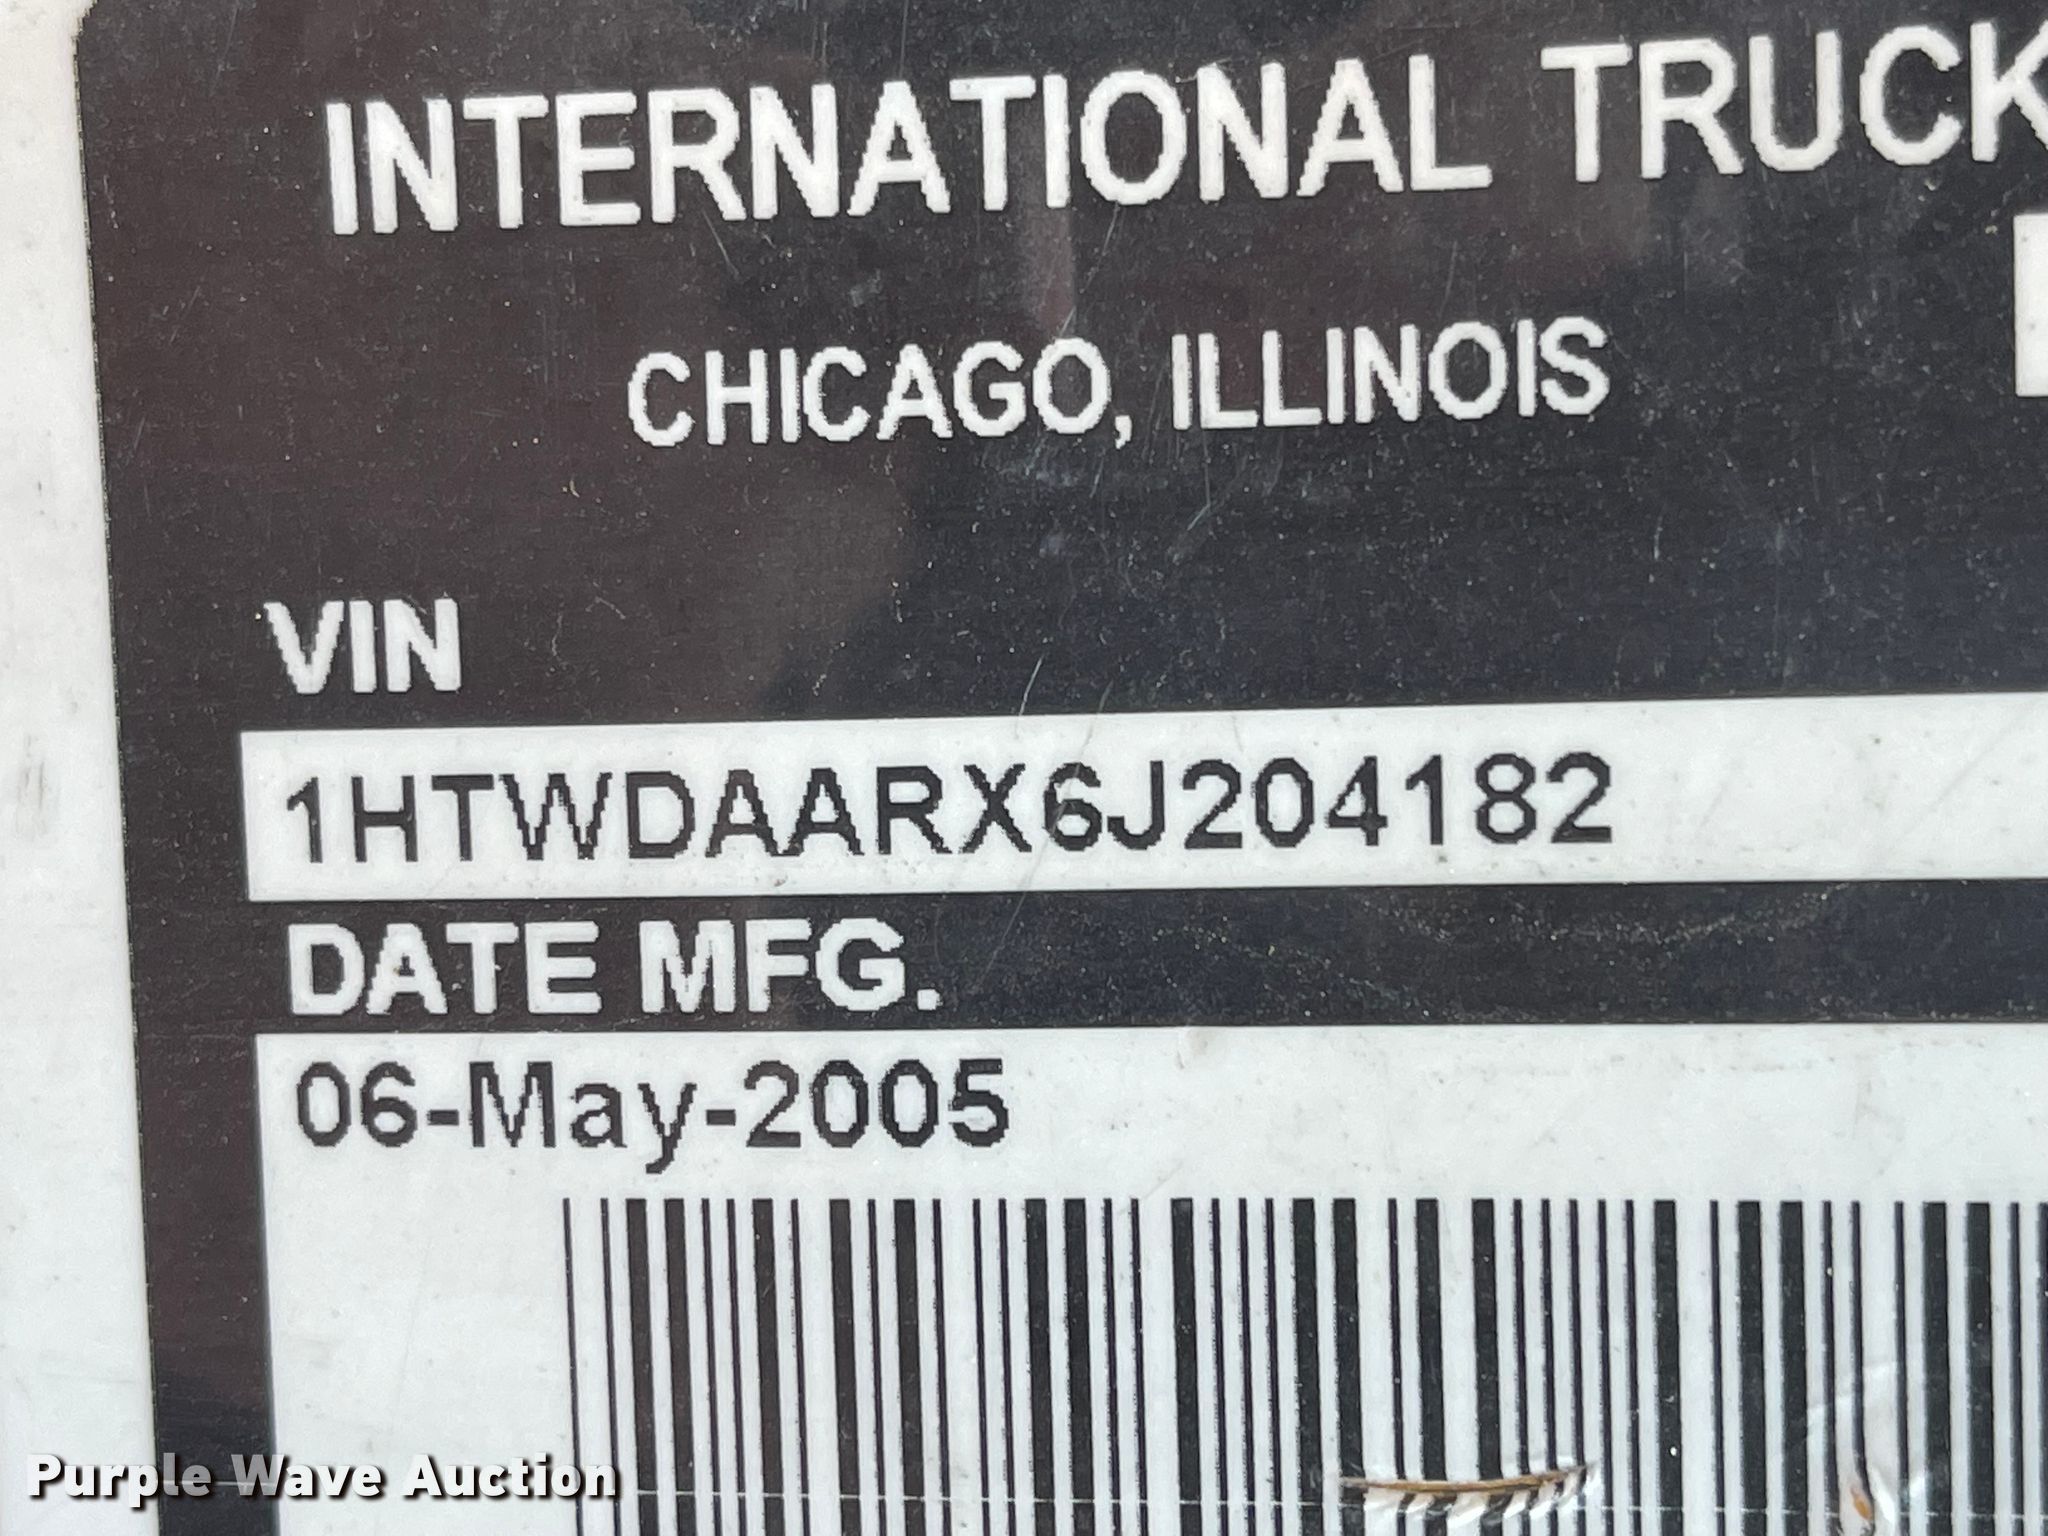 INTERNATIONAL TRUCK
CHICAGO, ILLINOIS
VIN
1HTWDAARX6J204182
DATE MFG.
06-May-2005
Purple Wave Auction